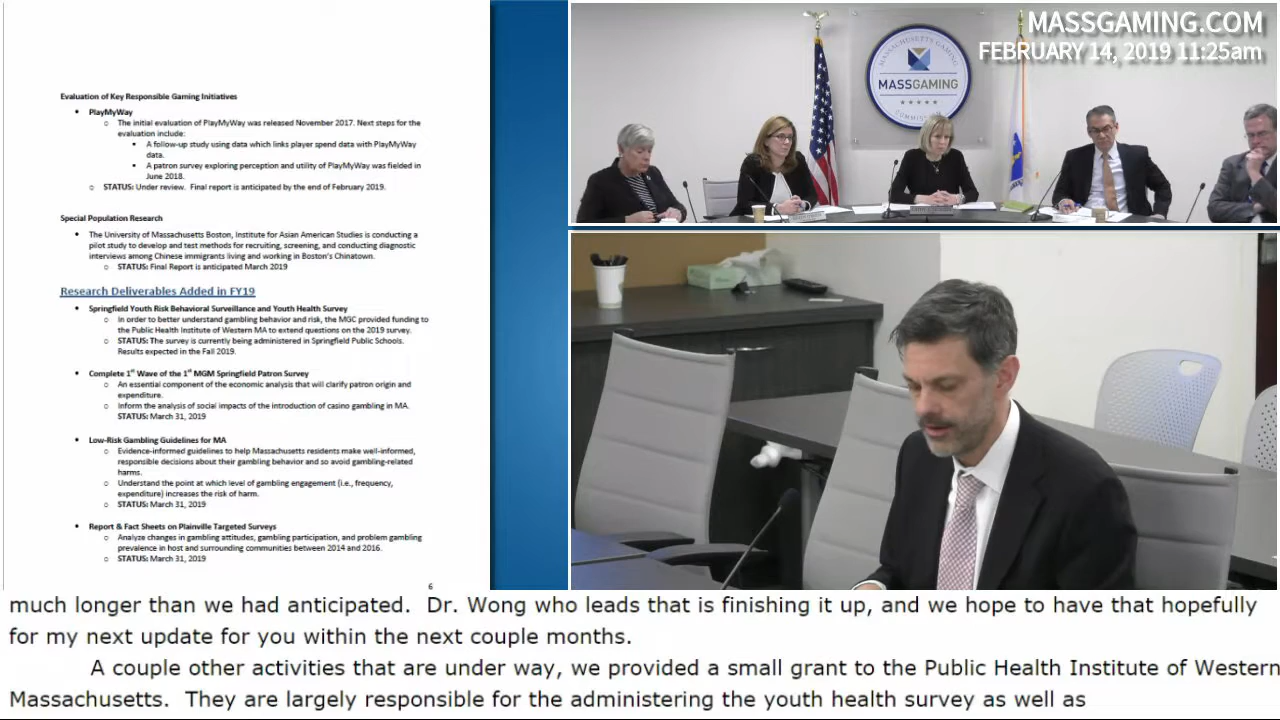 Evaluation of Key Responsible Gaming Initiatives
• PlayMyWay
o The initial evaluation of PlayMyWay was released November 2017. Next steps for the
evaluation include:
▪ A follow-up study using data which links player spend data with PlayMyWay
data.
▪ A patron survey exploring perception and utility of PlayMyWay was fielded in
June 2018.
o STATUS: Under review. Final report is anticipated by the end of February 2019.
Special Population Research
• The University of Massachusetts Boston, Institute for Asian American Studies is conducting a
pilot study to develop and test methods for recruiting, screening, and conducting diagnostic
interviews among Chinese immigrants living and working in Boston's Chinatown.
o STATUS: Final Report is anticipated March 2019
Research Deliverables Added in FY19
• Springfield Youth Risk Behavioral Surveillance and Youth Health Survey
o In order to better understand gambling behavior and risk, the MGC provided funding to
the Public Health Institute of Western MA to extend questions on the 2019 survey.
o STATUS: The survey is currently being administered in Springfield Public Schools.
Results expected in the Fall 2019.
• Complete 1st Wave of the 1st MGM Springfield Patron Survey
o An essential component of the economic analysis that will clarify patron origin and
expenditure.
o Inform the analysis of social impacts of the introduction of casino gambling in MA.
STATUS: March 31, 2019
• Low-Risk Gambling Guidelines for MA
o Evidence-informed guidelines to help Massachusetts residents make well-informed,
responsible decisions about their gambling behavior and so avoid gambling-related
harms.
o Understand the point at which level of gambling engagement (i.e., frequency,
expenditure) increases the risk of harm.
o STATUS: March 31, 2019
• Report & Fact Sheets on Plainville Targeted Surveys
o Analyze changes in gambling attitudes, gambling participation, and problem gambling
prevalence in host and surrounding communities between 2014 and 2016.
o STATUS: March 31, 2019
6
MASSGAMING.COM
FEBRUARY 14, 2019 11:25am
MASSACHUSETTS GAMING
MASSGAMING
much longer than we had anticipated. Dr. Wong who leads that is finishing it up, and we hope to have that hopefully
for my next update for you within the next couple months.
A couple other activities that are under way, we provided a small grant to the Public Health Institute of Western
Massachusetts. They are largely responsible for the administering the youth health survey as well as